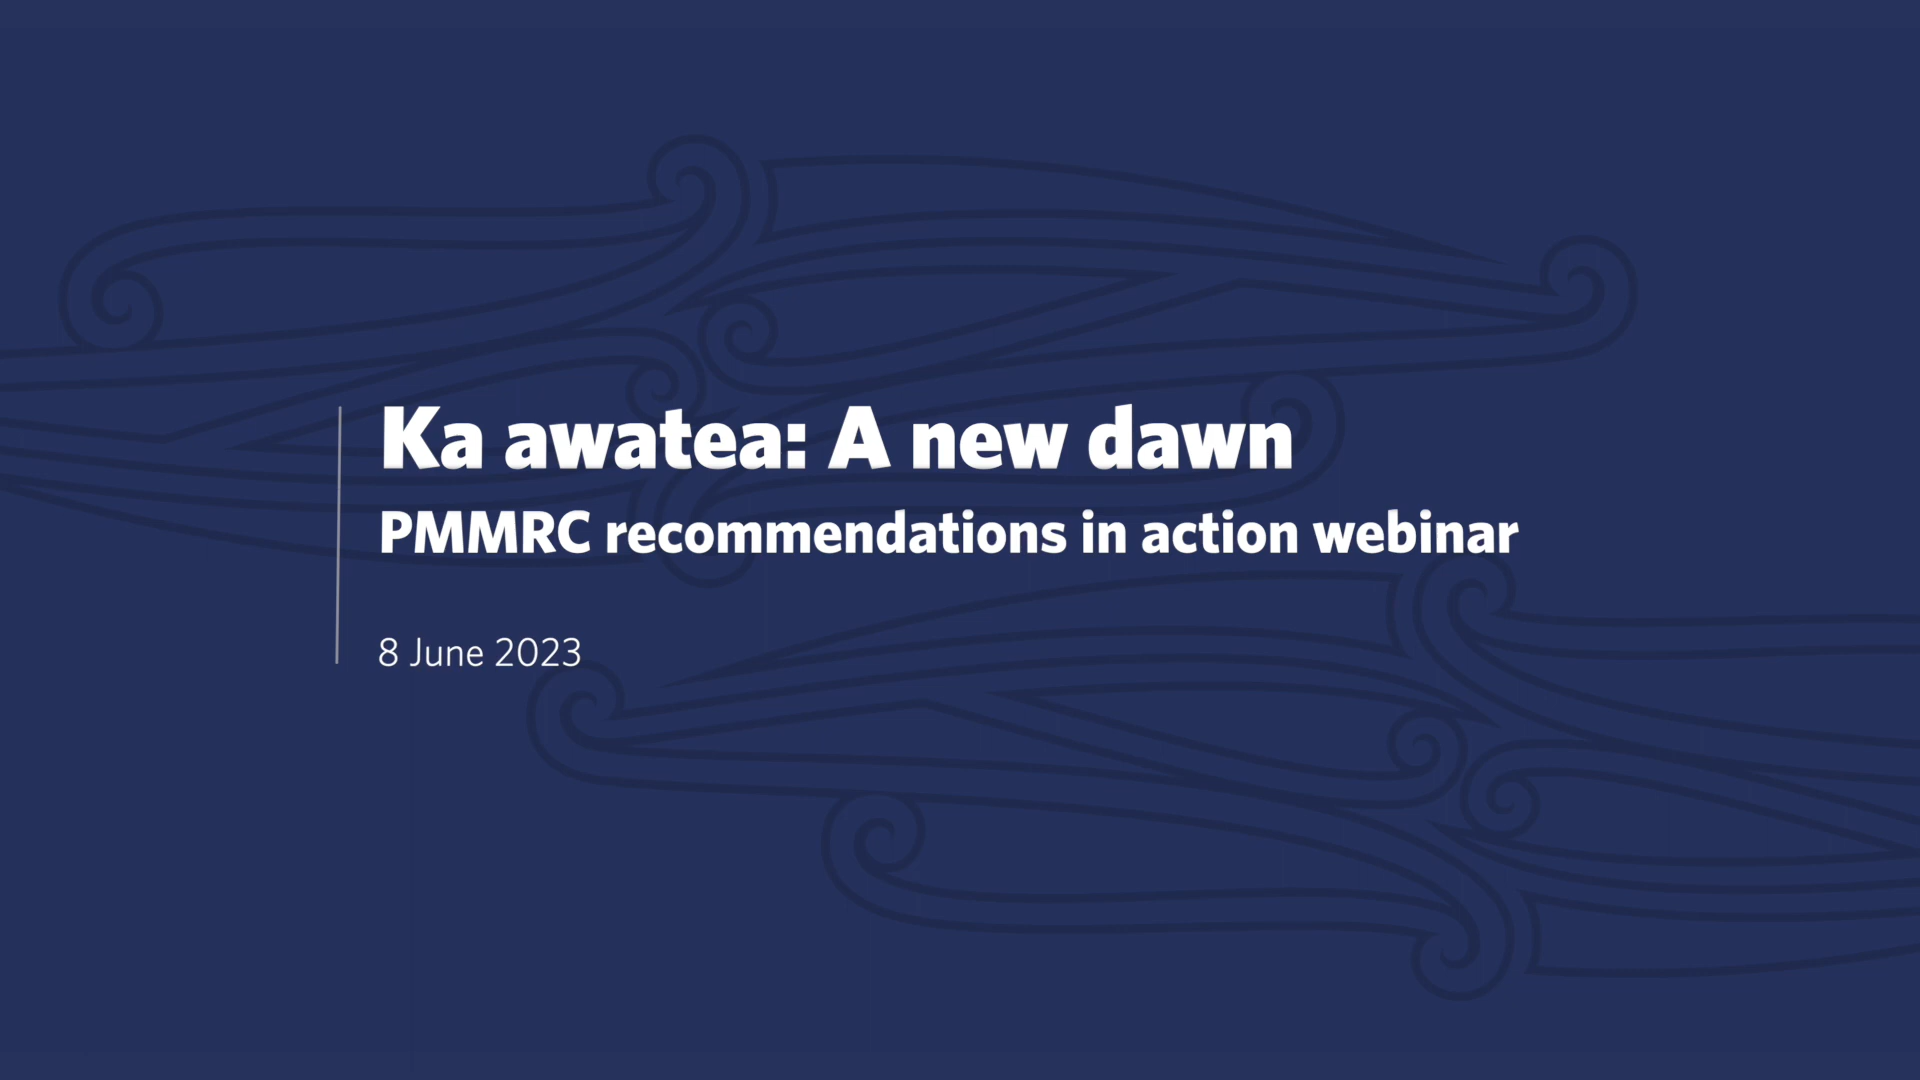 Ka awatea: A new dawn
PMMRC recommendations in action webinar
8 June 2023